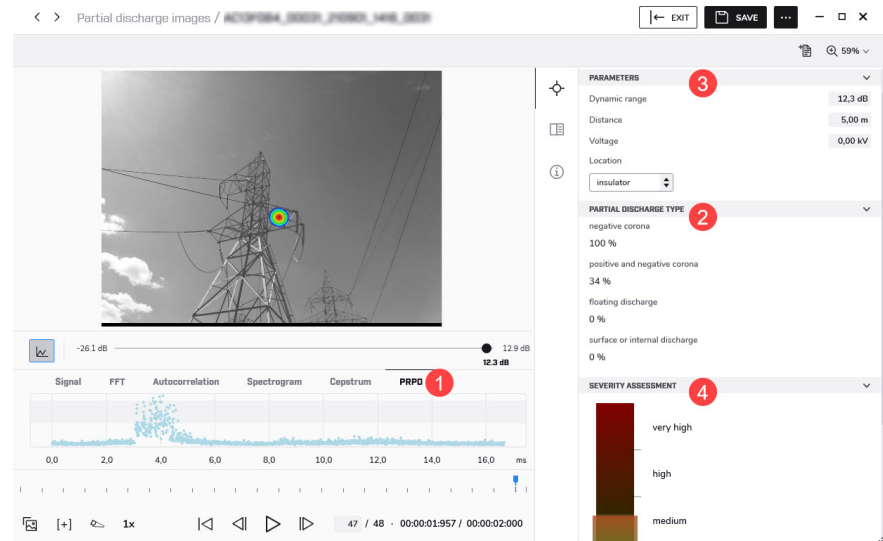 Partial discharge images /
EXIT
SAVE
59%
PARAMETERS
3
Dynamic range
12,3 dB
Distance
5,00 m
Voltage
0,00 kV
Location
insulator
PARTIAL DISCHARGE TYPE
2
negative corona
100 %
positive and negative corona
34 %
floating discharge
0 %
surface or internal discharge
0 %
SEVERITY ASSESSMENT
4
very high
high
medium
-26.1 dB
12.9 dB
12.3 dB
Signal FFT Autocorrelation Spectrogram Cepstrum PRPD 1
0,0 2,0 4,0 6,0 8,0 10,0 12,0 14,0 16,0 ms
[+] 1x 47 / 48 · 00:00:01:957 / 00:00:02:000